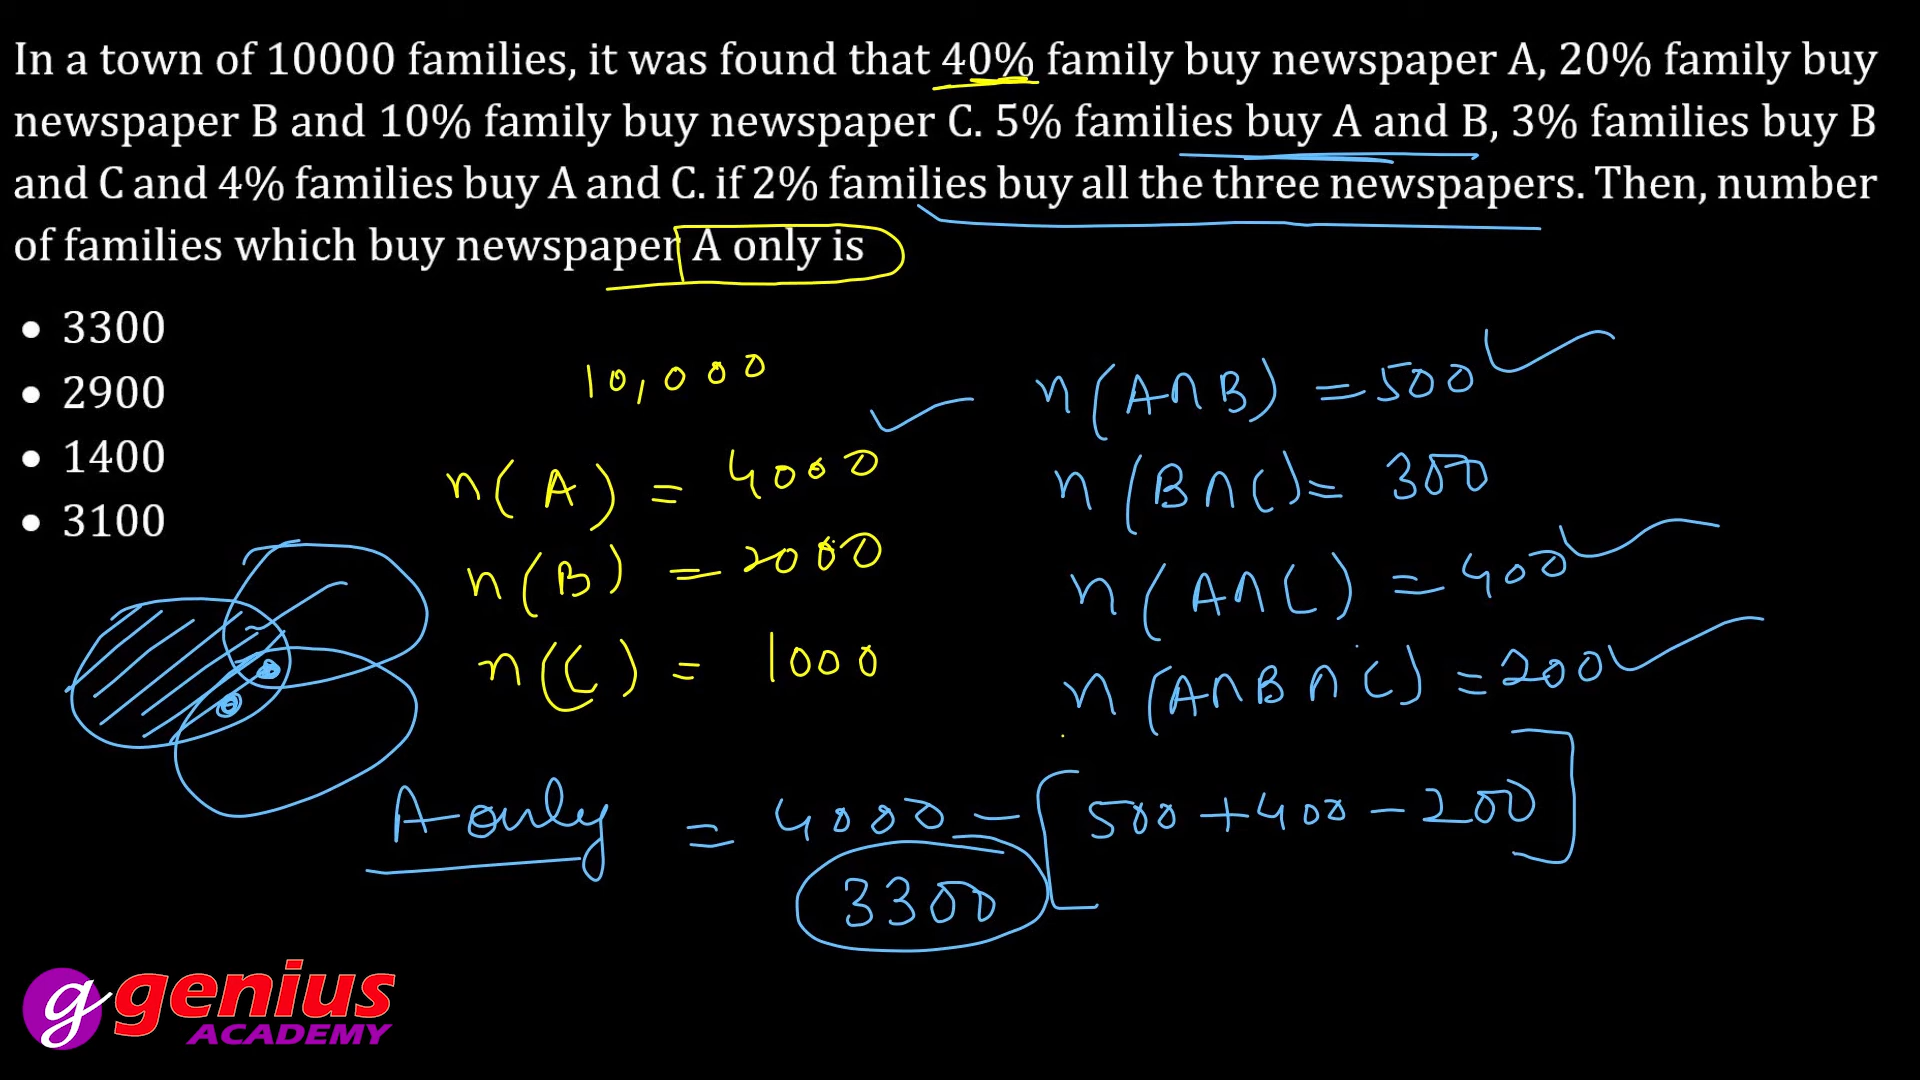 In a town of 10000 families, it was found that 40% family buy newspaper A, 20% family buy
newspaper B and 10% family buy newspaper C. 5% families buy A and B, 3% families buy B
and C and 4% families buy A and C. if 2% families buy all the three newspapers. Then, number
of families which buy newspaper A only is
• 3300
• 2900
• 1400
• 3100
10,000
n(A) = 4000
n(B) = 2000
n(C) = 1000
n(A∩B) = 500
n(B∩C) = 300
n(A∩C) = 400
n(A∩B∩C) = 200
A only = 4000 - [500 + 400 - 200]
3300
g genius
ACADEMY